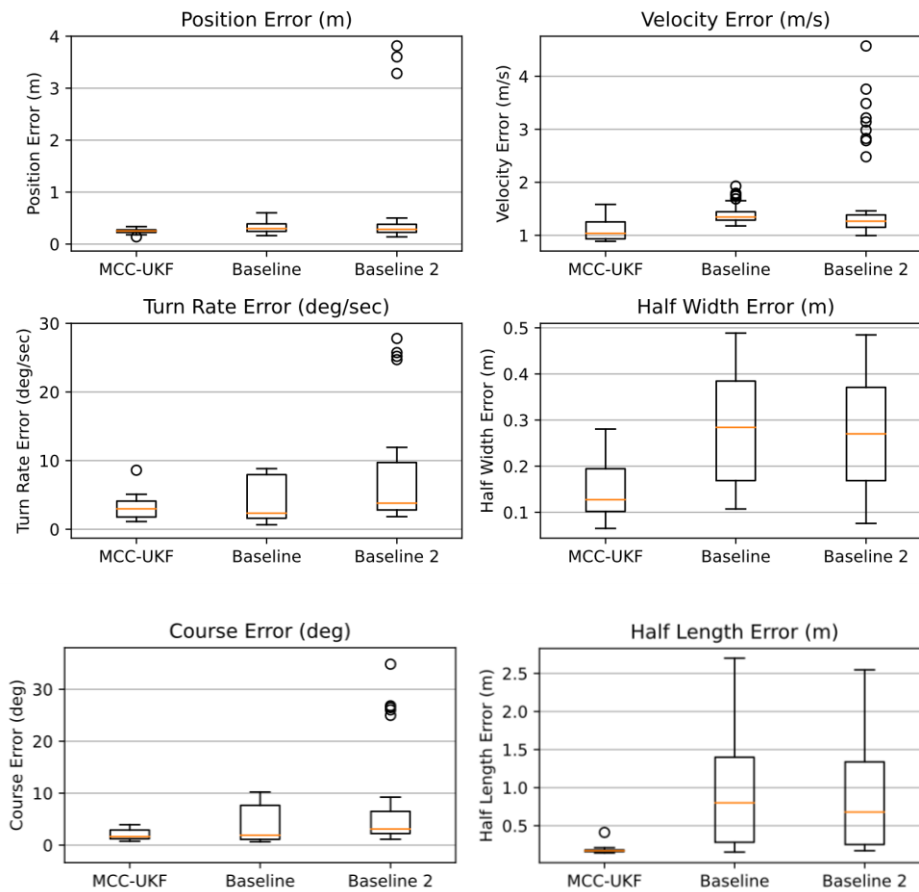 Position Error (m)
Position Error (m)
4
3
2
1
0
MCC-UKF Baseline Baseline 2
Velocity Error (m/s)
Velocity Error (m/s)
4
3
2
1
MCC-UKF Baseline Baseline 2
Turn Rate Error (deg/sec)
Turn Rate Error (deg/sec)
30
20
10
0
MCC-UKF Baseline Baseline 2
Half Width Error (m)
Half Width Error (m)
0.5
0.4
0.3
0.2
0.1
MCC-UKF Baseline Baseline 2
Course Error (deg)
Course Error (deg)
30
20
10
0
MCC-UKF Baseline Baseline 2
Half Length Error (m)
Half Length Error (m)
2.5
2.0
1.5
1.0
0.5
MCC-UKF Baseline Baseline 2